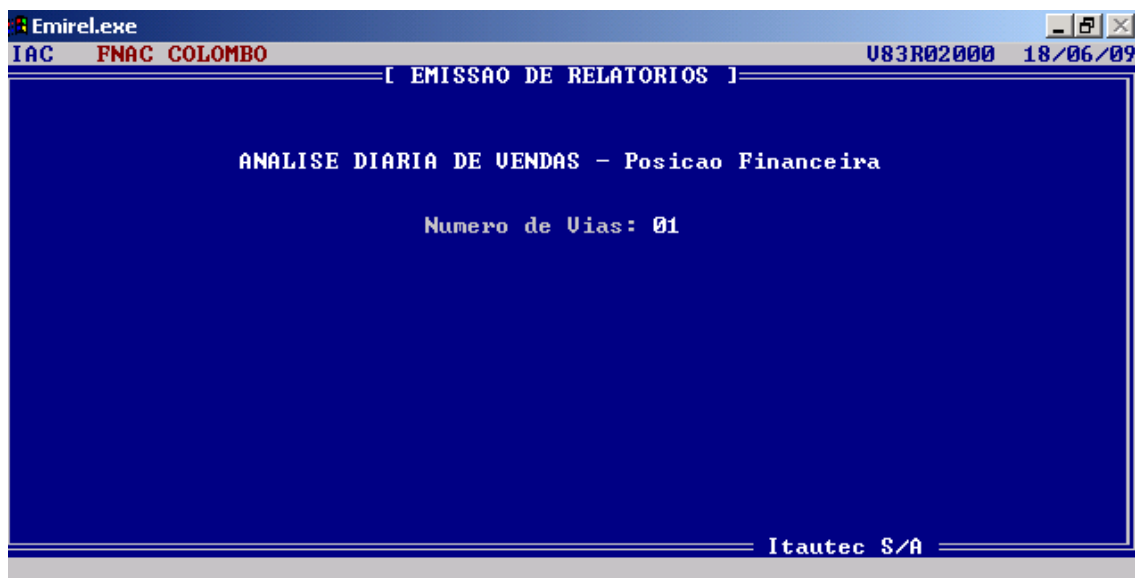 Emirel.exe
IAC FNAC COLOMBO V83R02000 18/06/09
[ EMISSAO DE RELATORIOS ]
ANALISE DIARIA DE VENDAS - Posicao Financeira
Numero de Vias: 01
Itautec S/A